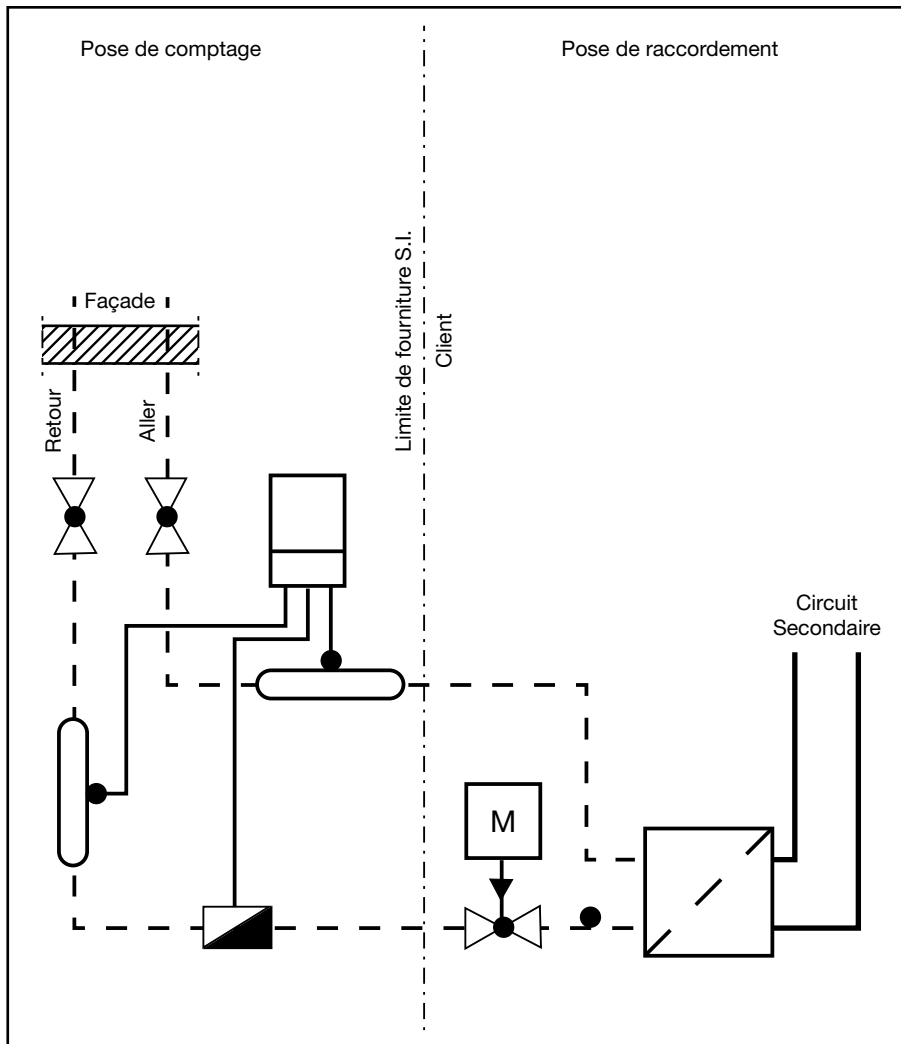 Pose de comptage
Pose de raccordement
Limite de fourniture S.I.
Client
Façade
Retour
Aller
Circuit
Secondaire
M